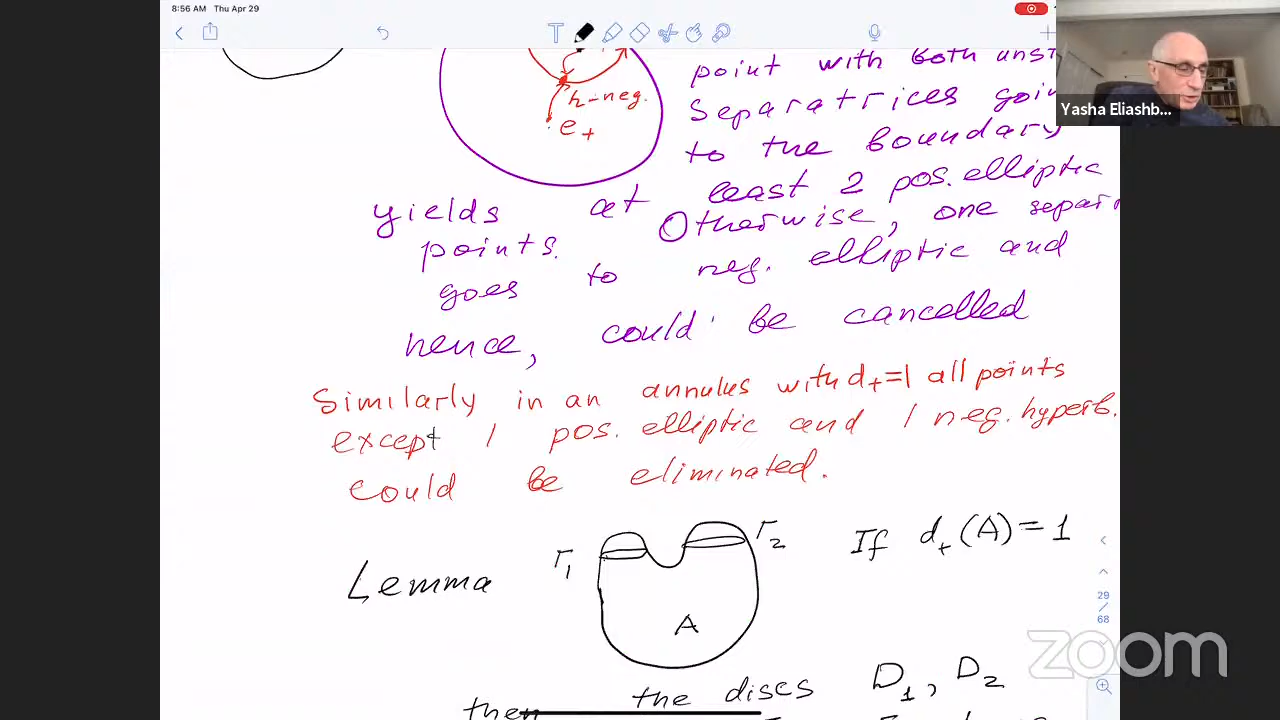 8:56 AM Thu Apr 29
point with both unst
h-neg.
separatrices goin
e+
to the boundary
yields at least 2 pos. elliptic
points. Otherwise, one separ
goes to neg. elliptic and
hence, could be cancelled
Similarly in an annulus with d+=1 all points
except 1 pos. elliptic and 1 neg. hyperb.
could be eliminated.
Lemma
Γ1
Γ2
A
If d+(A)=1
then the discs D1, D2
Yasha Eliashb...
29
/
68
zoom